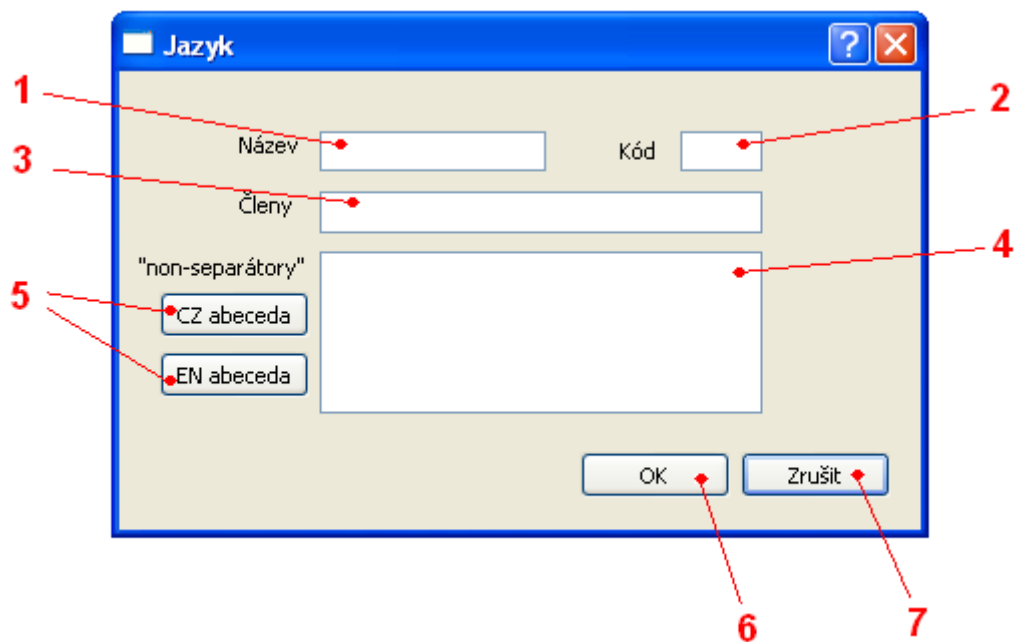 Jazyk
1
2
Název
Kód
3
Členy
4
"non-separátory"
5
CZ abeceda
EN abeceda
OK
Zrušit
6
7